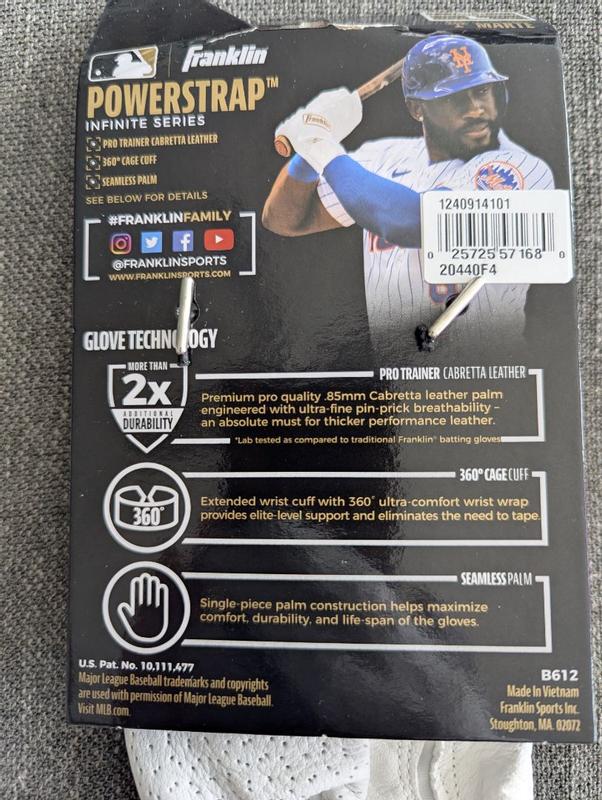 Franklin
MARTE
POWERSTRAP™
INFINITE SERIES
PRO TRAINER CABRETTA LEATHER
360° CAGE CUFF
SEAMLESS PALM
SEE BELOW FOR DETAILS
#FRANKLINFAMILY
@FRANKLINSPORTS
WWW.FRANKLINSPORTS.COM
1240914101
0 25725 57168 0
20440F4
GLOVE TECHNOLOGY
MORE THAN
2x
ADDITIONAL
DURABILITY
PRO TRAINER CABRETTA LEATHER
Premium pro quality .85mm Cabretta leather palm
engineered with ultra-fine pin-prick breathability –
an absolute must for thicker performance leather.
*Lab tested as compared to traditional Franklin® batting gloves
360°
360° CAGE CUFF
Extended wrist cuff with 360° ultra-comfort wrist wrap
provides elite-level support and eliminates the need to tape.
SEAMLESS PALM
Single-piece palm construction helps maximize
comfort, durability, and life-span of the gloves.
U.S. Pat. No. 10,111,477
Major League Baseball trademarks and copyrights
are used with permission of Major League Baseball.
Visit MLB.com.
B612
Made In Vietnam
Franklin Sports Inc.
Stoughton, MA. 02072